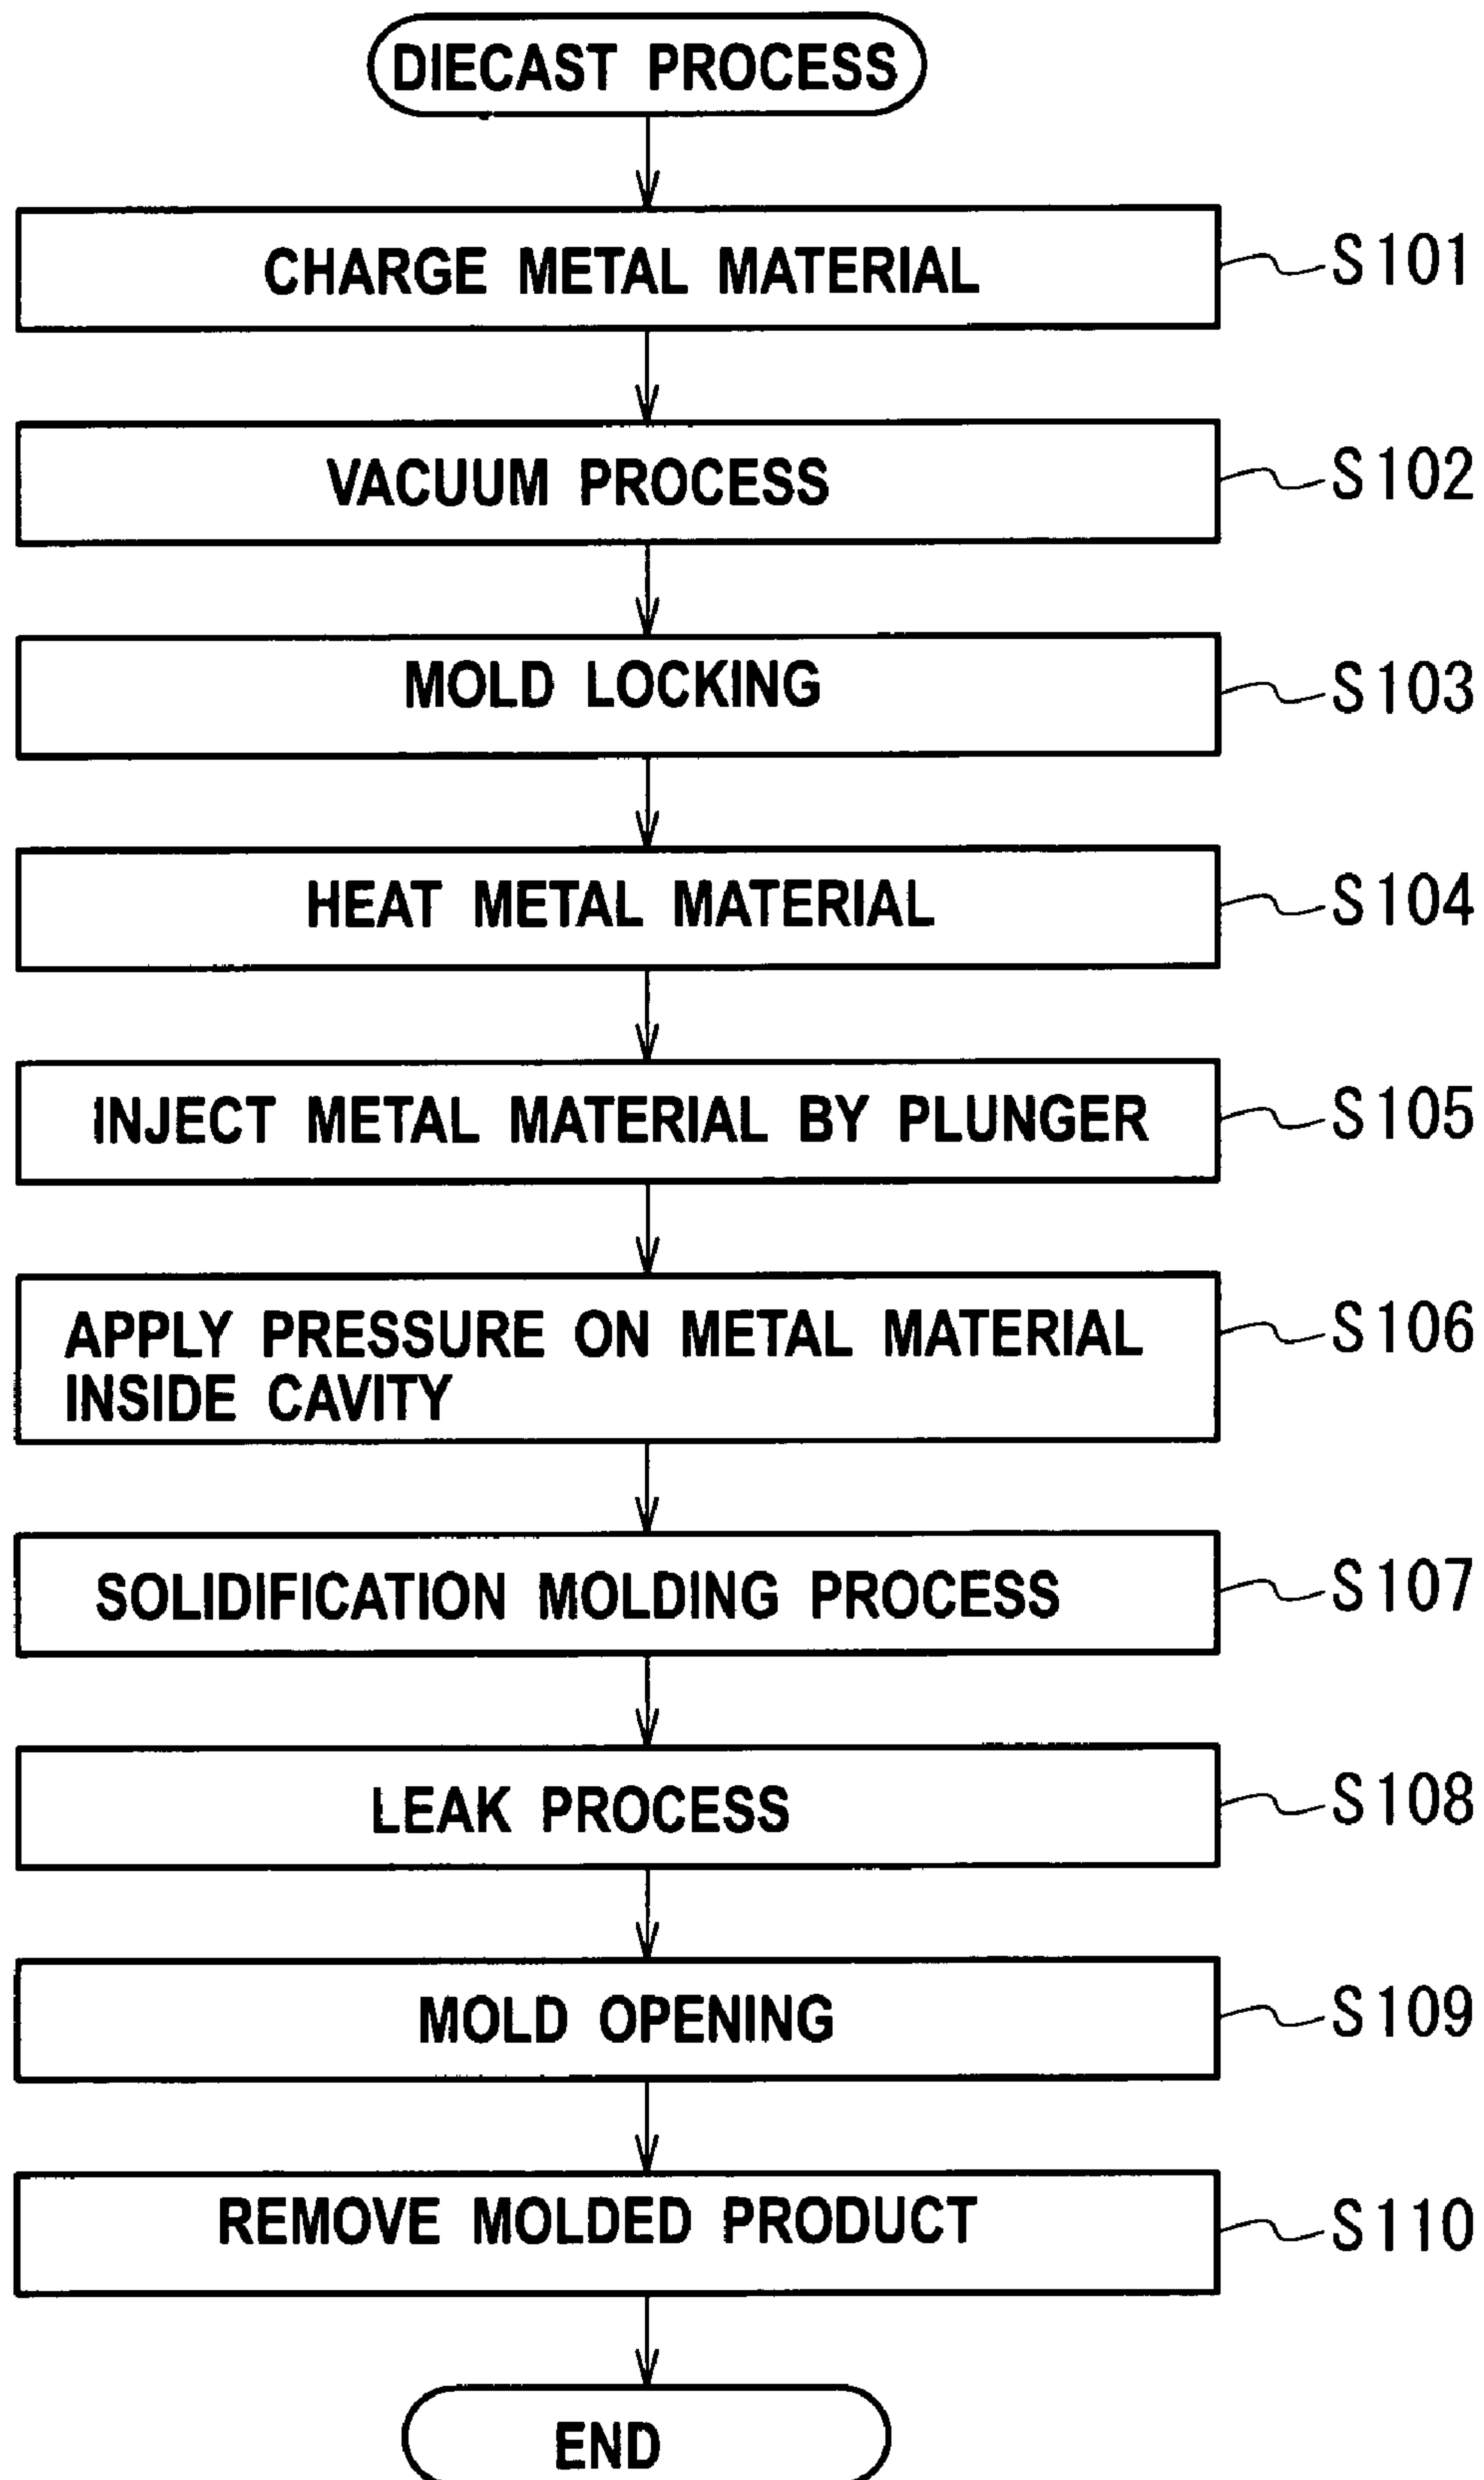 DIECAST PROCESS
CHARGE METAL MATERIAL
S101
VACUUM PROCESS
S102
MOLD LOCKING
S103
HEAT METAL MATERIAL
S104
INJECT METAL MATERIAL BY PLUNGER
S105
APPLY PRESSURE ON METAL MATERIAL
INSIDE CAVITY
S106
SOLIDIFICATION MOLDING PROCESS
S107
LEAK PROCESS
S108
MOLD OPENING
S109
REMOVE MOLDED PRODUCT
S110
END